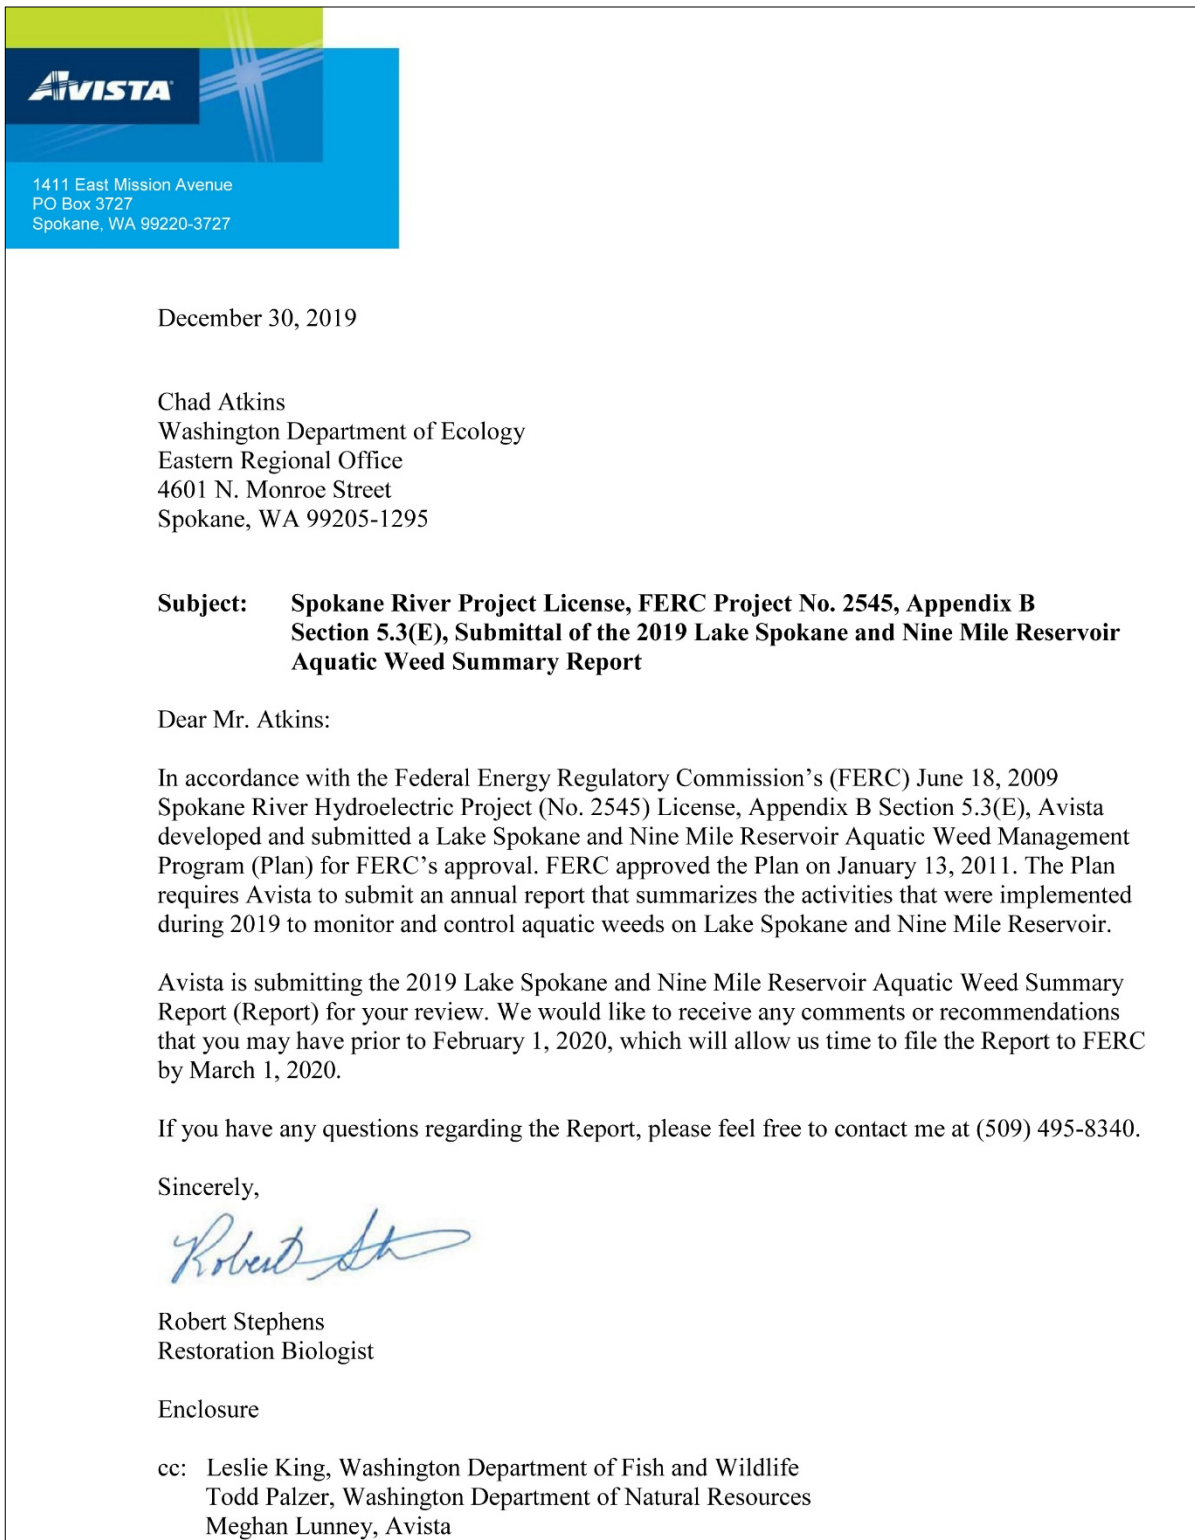 AVISTA
1411 East Mission Avenue
PO Box 3727
Spokane, WA 99220-3727
December 30, 2019
Chad Atkins
Washington Department of Ecology
Eastern Regional Office
4601 N. Monroe Street
Spokane, WA 99205-1295
Subject: Spokane River Project License, FERC Project No. 2545, Appendix B
Section 5.3(E), Submittal of the 2019 Lake Spokane and Nine Mile Reservoir
Aquatic Weed Summary Report
Dear Mr. Atkins:
In accordance with the Federal Energy Regulatory Commission’s (FERC) June 18, 2009
Spokane River Hydroelectric Project (No. 2545) License, Appendix B Section 5.3(E), Avista
developed and submitted a Lake Spokane and Nine Mile Reservoir Aquatic Weed Management
Program (Plan) for FERC’s approval. FERC approved the Plan on January 13, 2011. The Plan
requires Avista to submit an annual report that summarizes the activities that were implemented
during 2019 to monitor and control aquatic weeds on Lake Spokane and Nine Mile Reservoir.
Avista is submitting the 2019 Lake Spokane and Nine Mile Reservoir Aquatic Weed Summary
Report (Report) for your review. We would like to receive any comments or recommendations
that you may have prior to February 1, 2020, which will allow us time to file the Report to FERC
by March 1, 2020.
If you have any questions regarding the Report, please feel free to contact me at (509) 495-8340.
Sincerely,
Robert
Robert Stephens
Restoration Biologist
Enclosure
cc: Leslie King, Washington Department of Fish and Wildlife
Todd Palzer, Washington Department of Natural Resources
Meghan Lunney, Avista